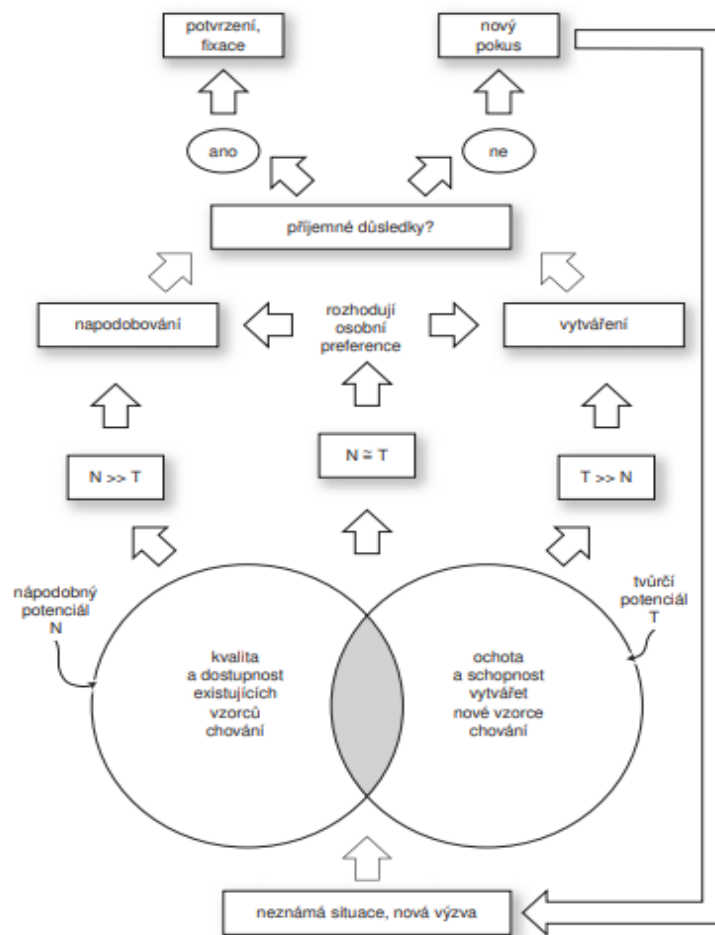 potvrzení,
fixace
nový
pokus
ano
ne
příjemné důsledky?
napodobování
rozhodují
osobní
preference
vytváření
N >> T
N ≅ T
T >> N
nápodobný
potenciál
N
tvůrčí
potenciál
T
kvalita
a dostupnost
existujících
vzorců
chování
ochota
a schopnost
vytvářet
nové vzorce
chování
neznámá situace, nová výzva